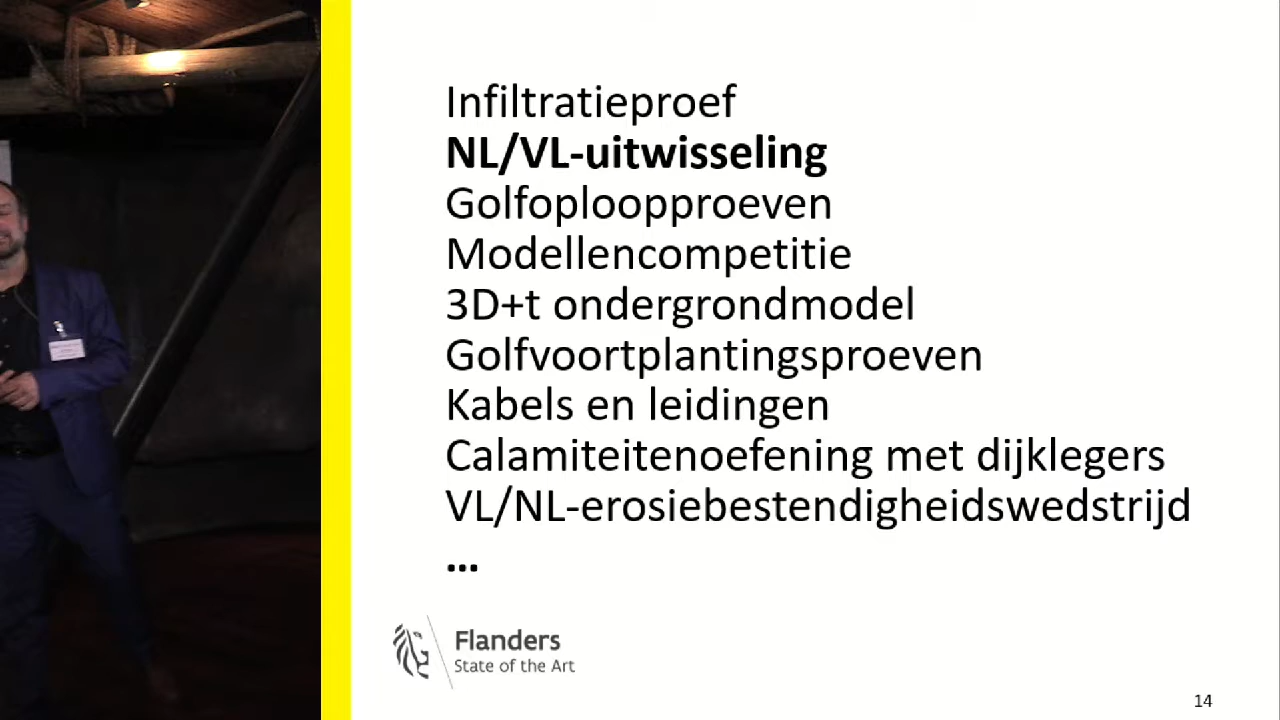 Infiltratieproef
NL/VL-uitwisseling
Golfoploopproeven
Modellencompetitie
3D+t ondergrondmodel
Golfvoortplantingsproeven
Kabels en leidingen
Calamiteitenoefening met dijklegers
VL/NL-erosiebestendigheidswedstrijd
...
Flanders
State of the Art
14